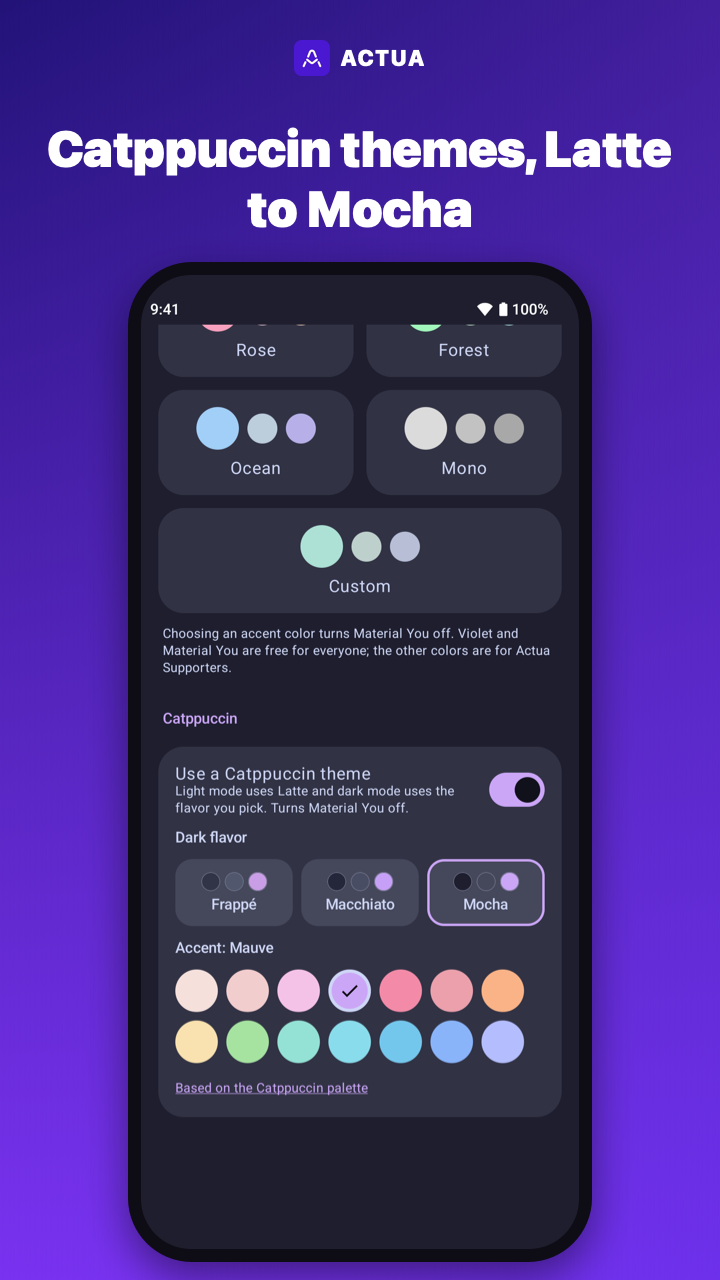 ACTUA
Catppuccin themes, Latte
to Mocha
9:41
100%
Rose
Forest
Ocean
Mono
Custom
Choosing an accent color turns Material You off. Violet and
Material You are free for everyone; the other colors are for Actua
Supporters.
Catppuccin
Use a Catppuccin theme
Light mode uses Latte and dark mode uses the
flavor you pick. Turns Material You off.
Dark flavor
Frappé
Macchiato
Mocha
Accent: Mauve
Based on the Catppuccin palette